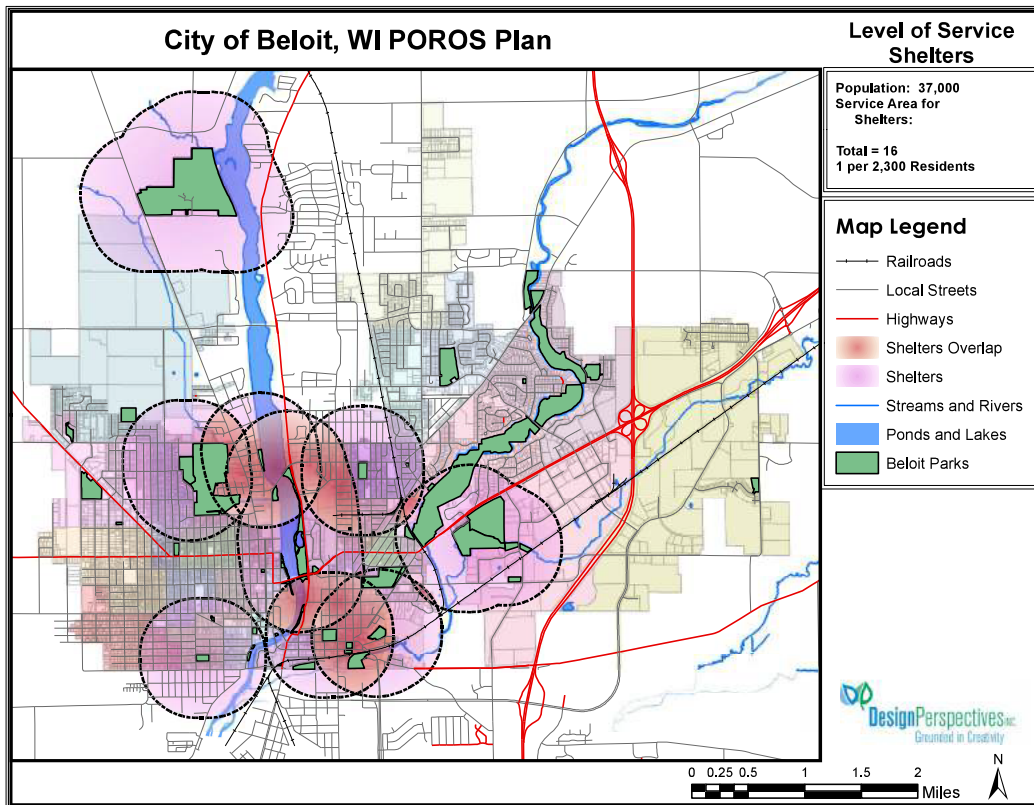 City of Beloit, WI POROS Plan
Level of Service
Shelters
Population: 37,000
Service Area for
Shelters:
Total = 16
1 per 2,300 Residents
Map Legend
Railroads
Local Streets
Highways
Shelters Overlap
Shelters
Streams and Rivers
Ponds and Lakes
Beloit Parks
DesignPerspectives INC.
Grounded in Creativity
N
0 0.25 0.5 1 1.5 2
Miles